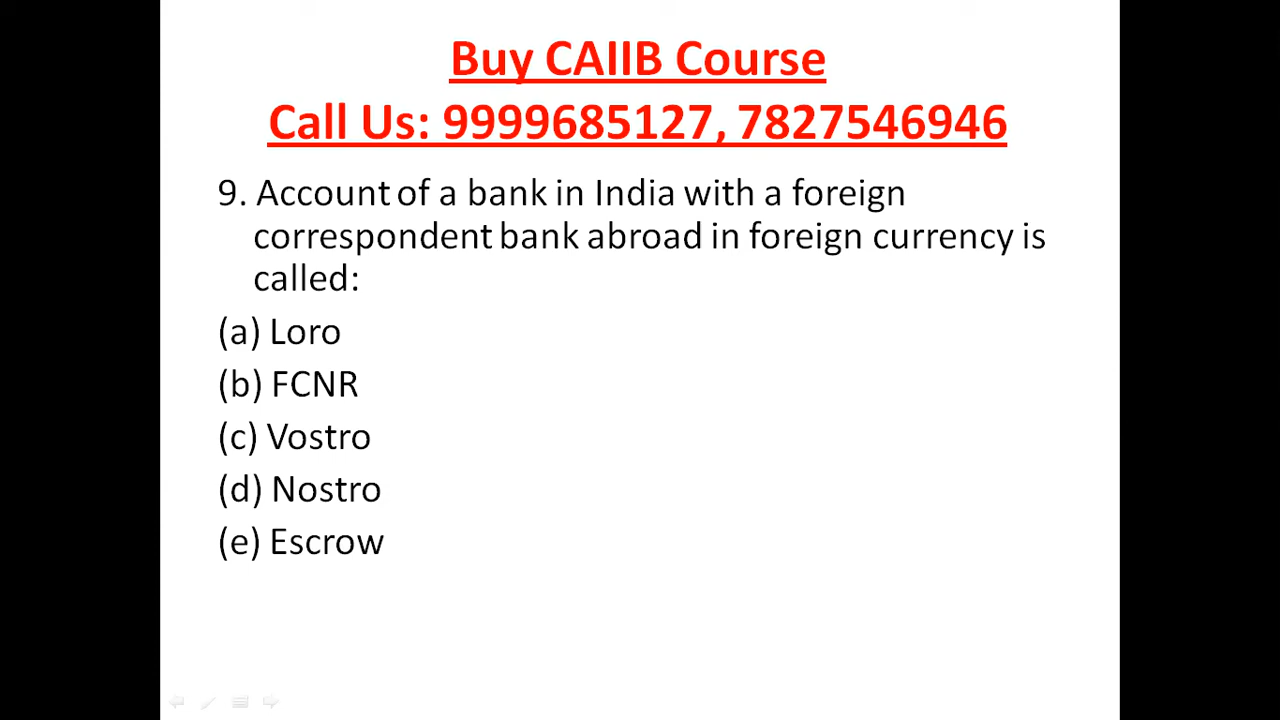 Buy CAIIB Course
Call Us: 9999685127, 7827546946
9. Account of a bank in India with a foreign
correspondent bank abroad in foreign currency is
called:
(a) Loro
(b) FCNR
(c) Vostro
(d) Nostro
(e) Escrow